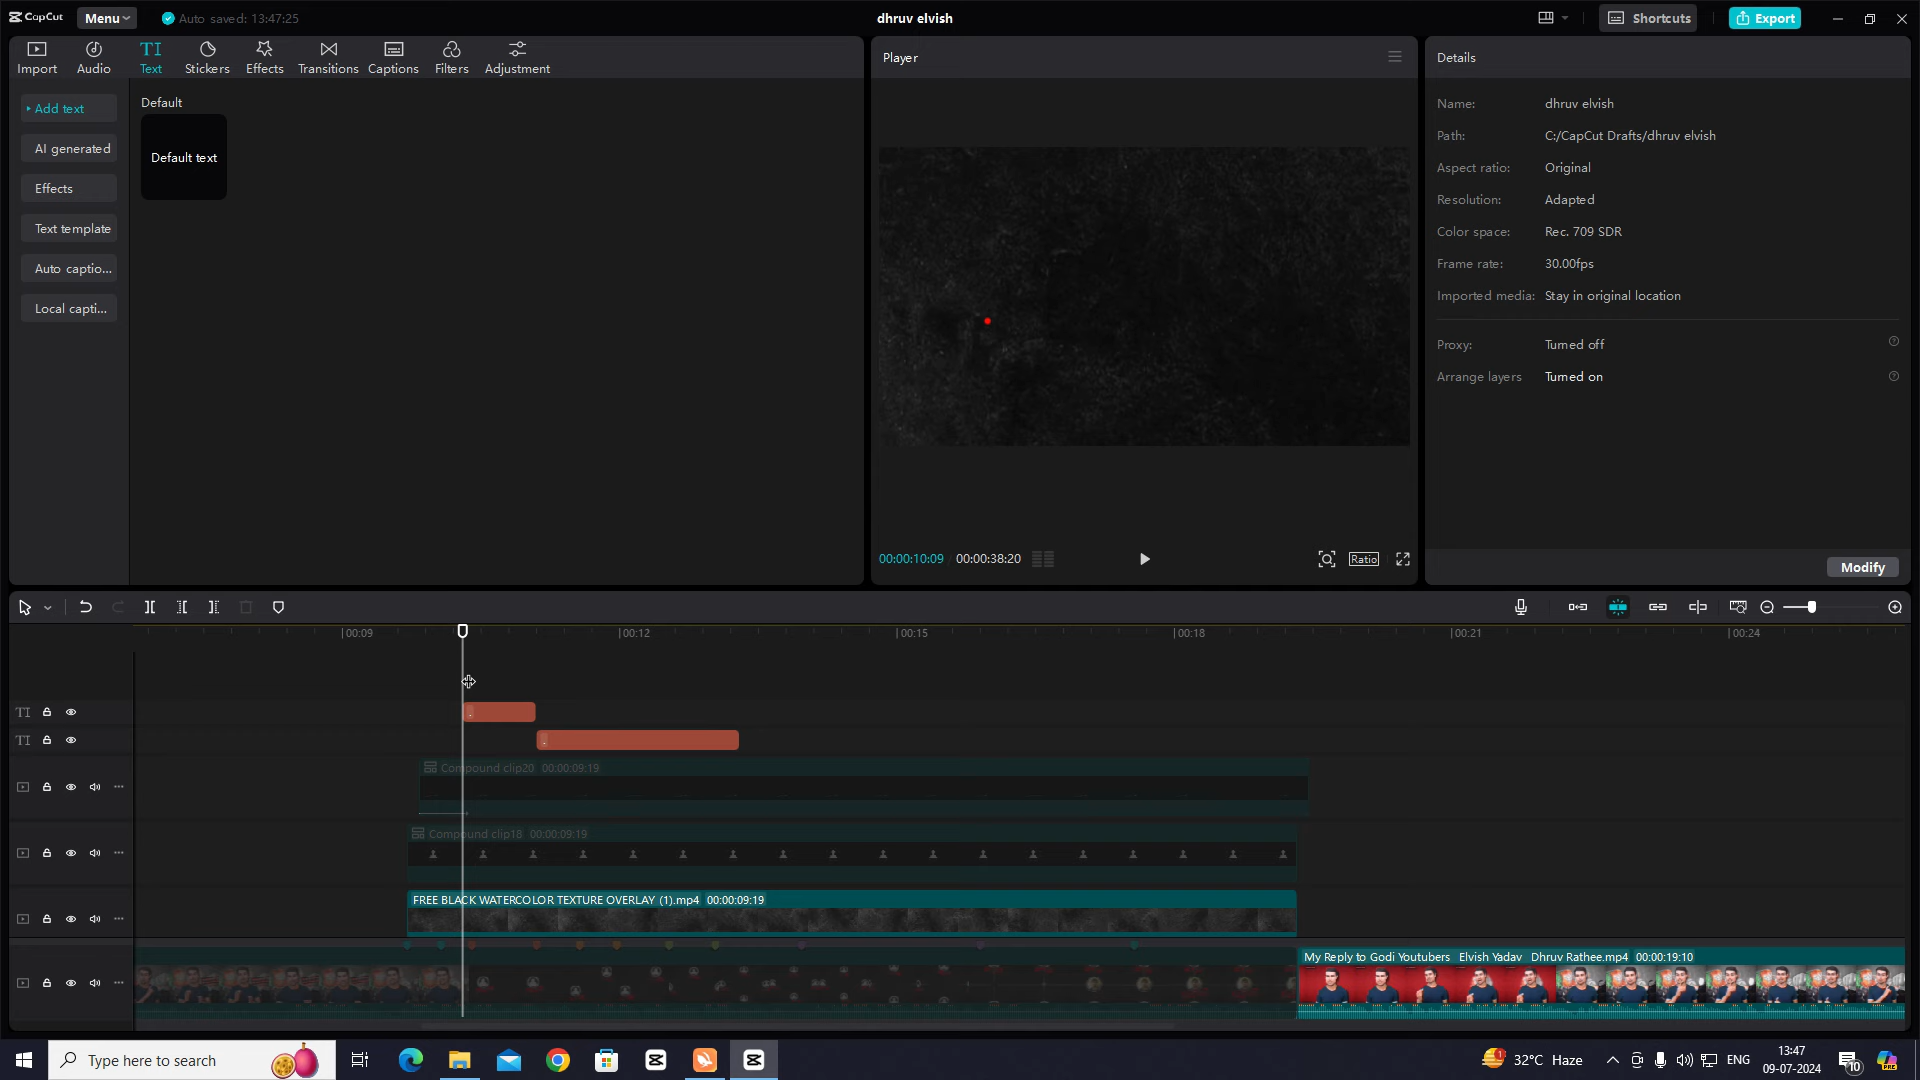 CapCut
Menu
Auto saved: 13:47:25
dhruv elvish
Shortcuts
Export
Import
Audio
TI
Text
Stickers
Effects
Transitions
Captions
Filters
Adjustment
Add text
AI generated
Effects
Text template
Auto captio...
Local capti...
Default
Default text
Player
00:00:10:09
00:00:38:20
Ratio
Details
Name: dhruv elvish
Path: C:/CapCut Drafts/dhruv elvish
Aspect ratio: Original
Resolution: Adapted
Color space: Rec. 709 SDR
Frame rate: 30.00fps
Imported media: Stay in original location
Proxy: Turned off
Arrange layers Turned on
Modify
00:09
00:12
00:15
00:18
00:21
00:24
TI
TI
Compound clip20 00:00:09:19
Compound clip18 00:00:09:19
FREE BLACK WATERCOLOR TEXTURE OVERLAY (1).mp4 00:00:09:19
My Reply to Godi Youtubers Elvish Yadav Dhruv Rathee.mp4 00:00:19:10
Type here to search
1
32°C Haze
ENG
13:47
09-07-2024
10
PRE